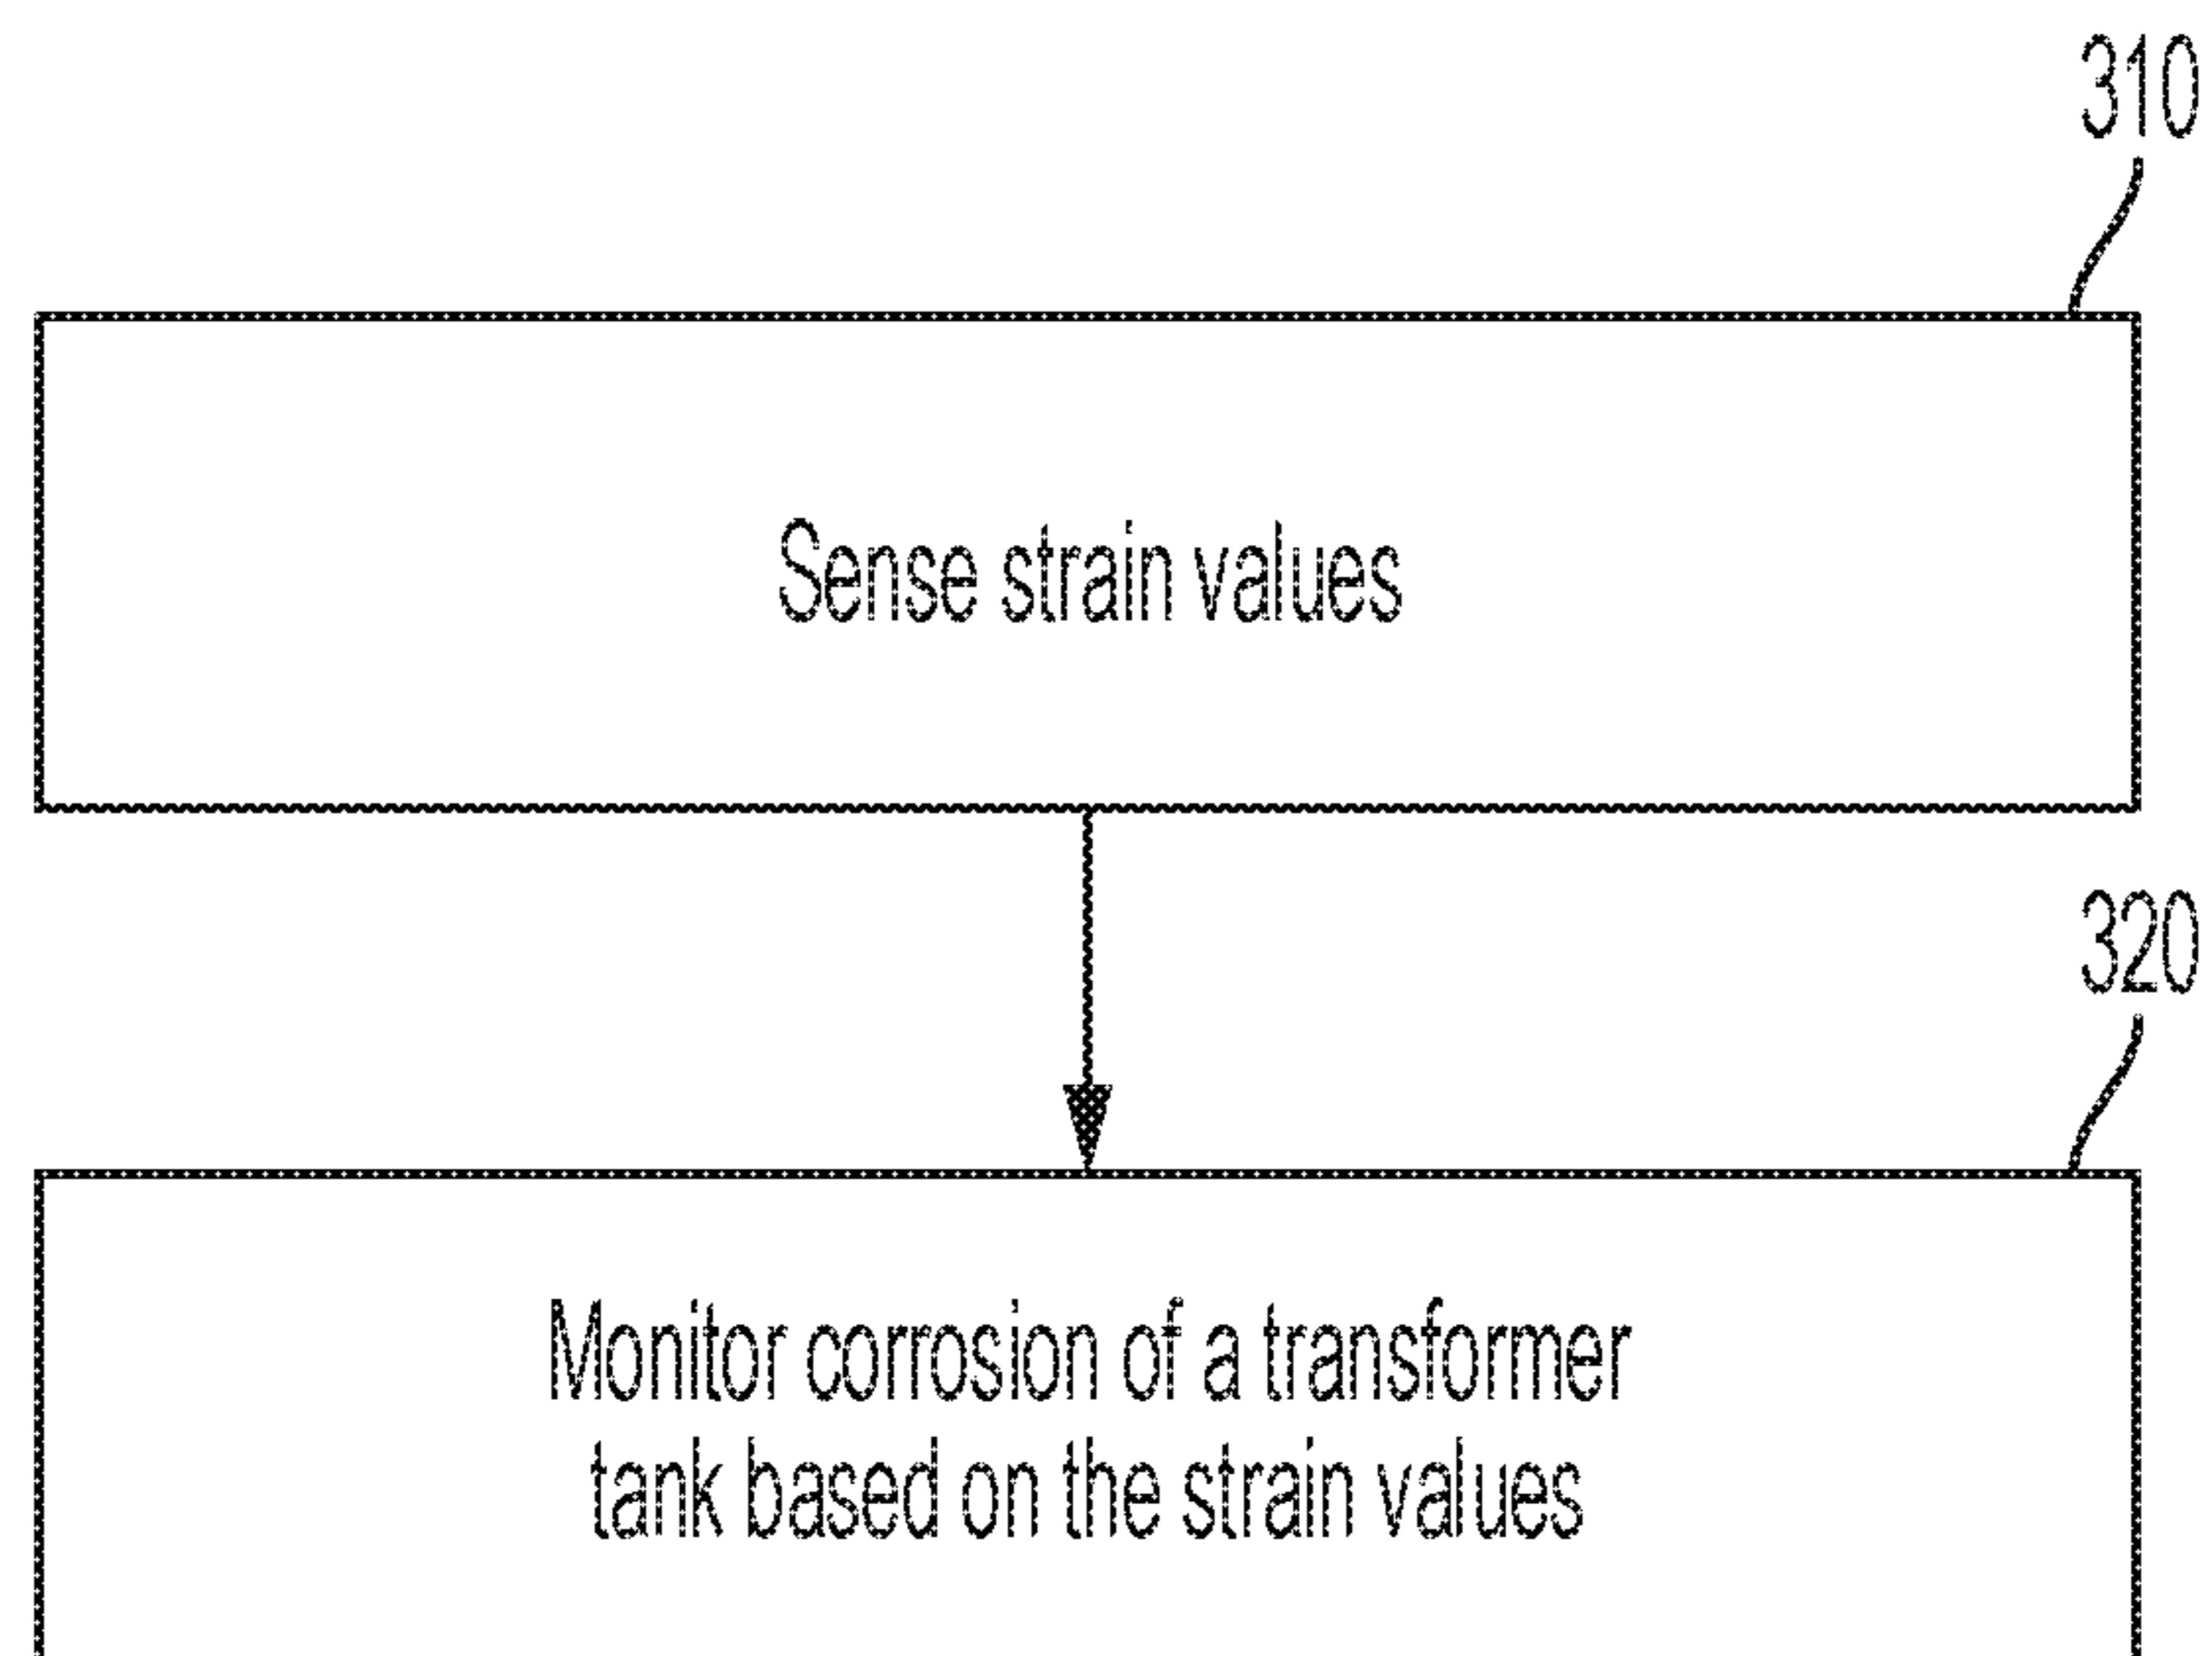 310
Sense strain values
320
Monitor corrosion of a transformer
tank based on the strain values